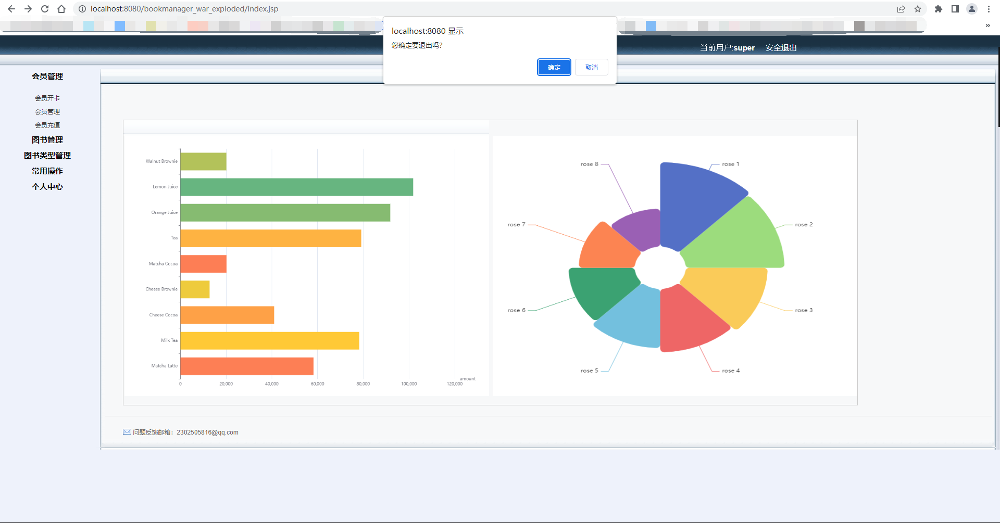 localhost:8080/bookmanager_war_exploded/index.jsp
»
localhost:8080 显示
您确定要退出吗?
确定
取消
当前用户:super 安全退出
会员管理
会员开卡
会员管理
会员充值
图书管理
图书类型管理
常用操作
个人中心
Walnut Brownie
Lemon Juice
Orange Juice
Tea
Matcha Cocoa
Cheese Brownie
Cheese Cocoa
Milk Tea
Matcha Latte
amount
0 20,000 40,000 60,000 80,000 100,000 120,000
rose 8
rose 1
rose 7
rose 2
rose 6
rose 3
rose 5
rose 4
问题反馈邮箱：2302505816@qq.com